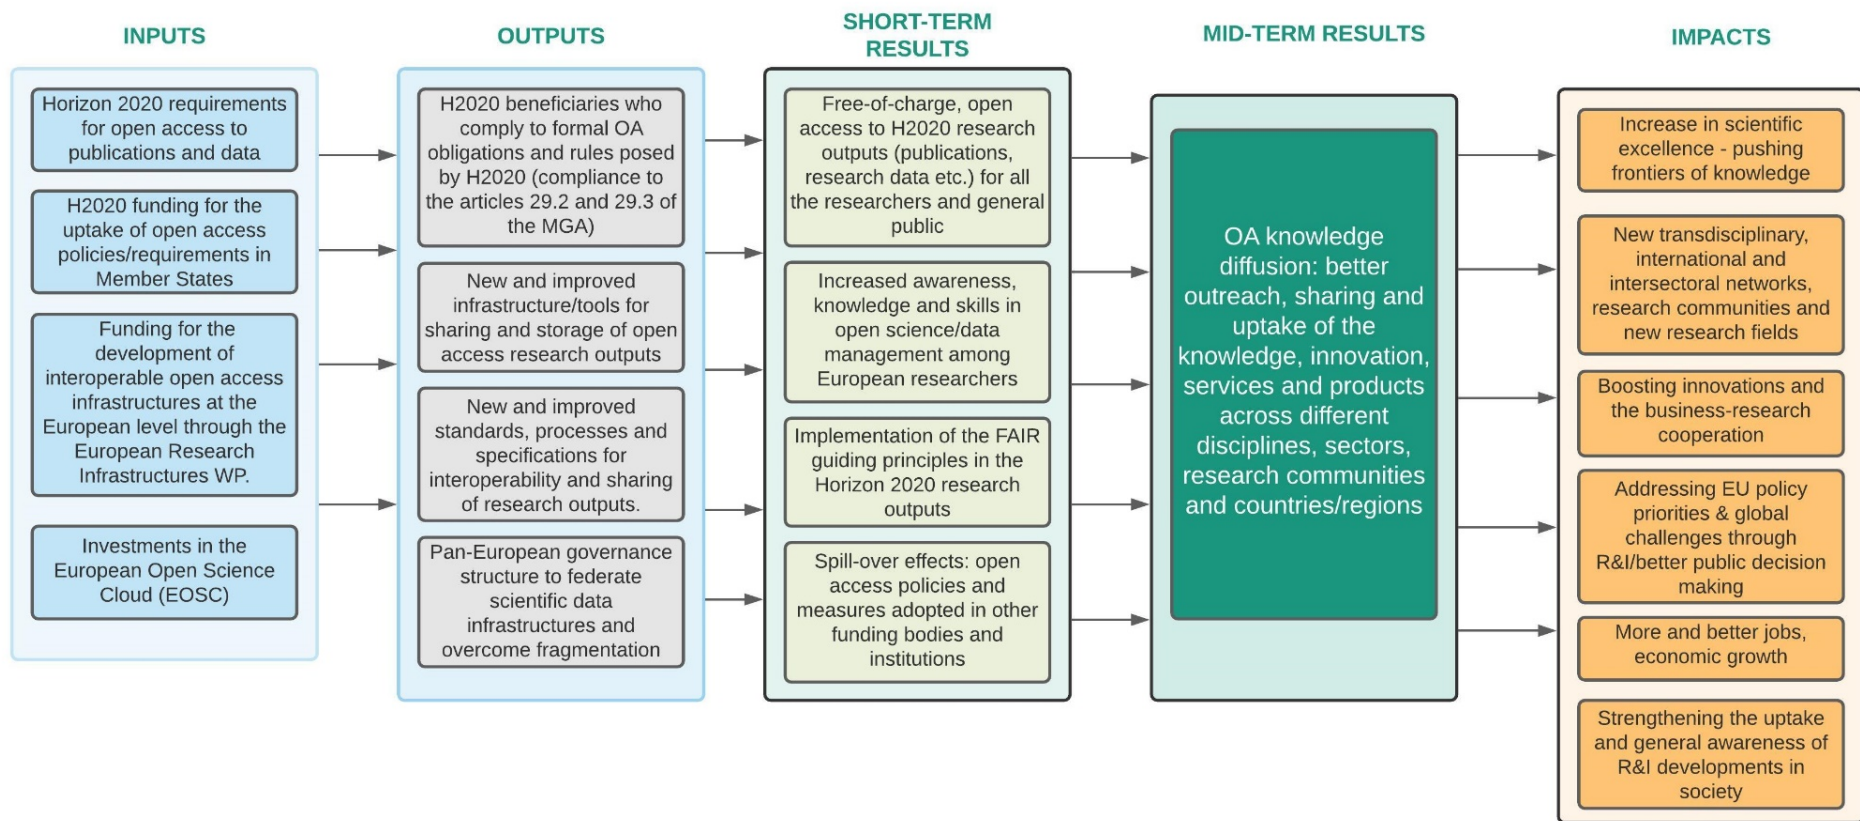 INPUTS
Horizon 2020 requirements
for open access to
publications and data
H2020 funding for the
uptake of open access
policies/requirements in
Member States
Funding for the
development of
interoperable open access
infrastructures at the
European level through the
European Research
Infrastructures WP.
Investments in the
European Open Science
Cloud (EOSC)
OUTPUTS
H2020 beneficiaries who
comply to formal OA
obligations and rules posed
by H2020 (compliance to
the articles 29.2 and 29.3 of
the MGA)
New and improved
infrastructure/tools for
sharing and storage of open
access research outputs
New and improved
standards, processes and
specifications for
interoperability and sharing
of research outputs.
Pan-European governance
structure to federate
scientific data
infrastructures and
overcome fragmentation
SHORT-TERM
RESULTS
Free-of-charge, open
access to H2020 research
outputs (publications,
research data etc.) for all
the researchers and general
public
Increased awareness,
knowledge and skills in
open science/data
management among
European researchers
Implementation of the FAIR
guiding principles in the
Horizon 2020 research
outputs
Spill-over effects: open
access policies and
measures adopted in other
funding bodies and
institutions
MID-TERM RESULTS
OA knowledge
diffusion: better
outreach, sharing and
uptake of the
knowledge, innovation,
services and products
across different
disciplines, sectors,
research communities
and countries/regions
IMPACTS
Increase in scientific
excellence - pushing
frontiers of knowledge
New transdisciplinary,
international and
intersectoral networks,
research communities and
new research fields
Boosting innovations and
the business-research
cooperation
Addressing EU policy
priorities & global
challenges through
R&I/better public decision
making
More and better jobs,
economic growth
Strengthening the uptake
and general awareness of
R&I developments in
society